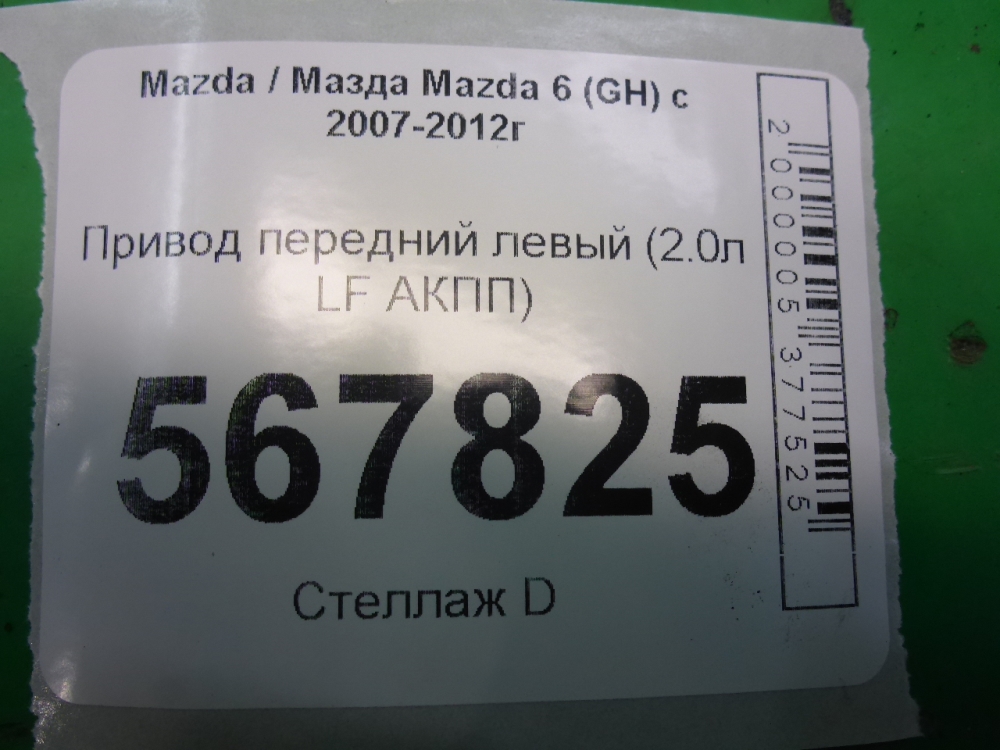 Mazda / Мазда Mazda 6 (GH) с
2007-2012г
Привод передний левый (2.0л
LF АКПП)
567825
Стеллаж D
2000005377525